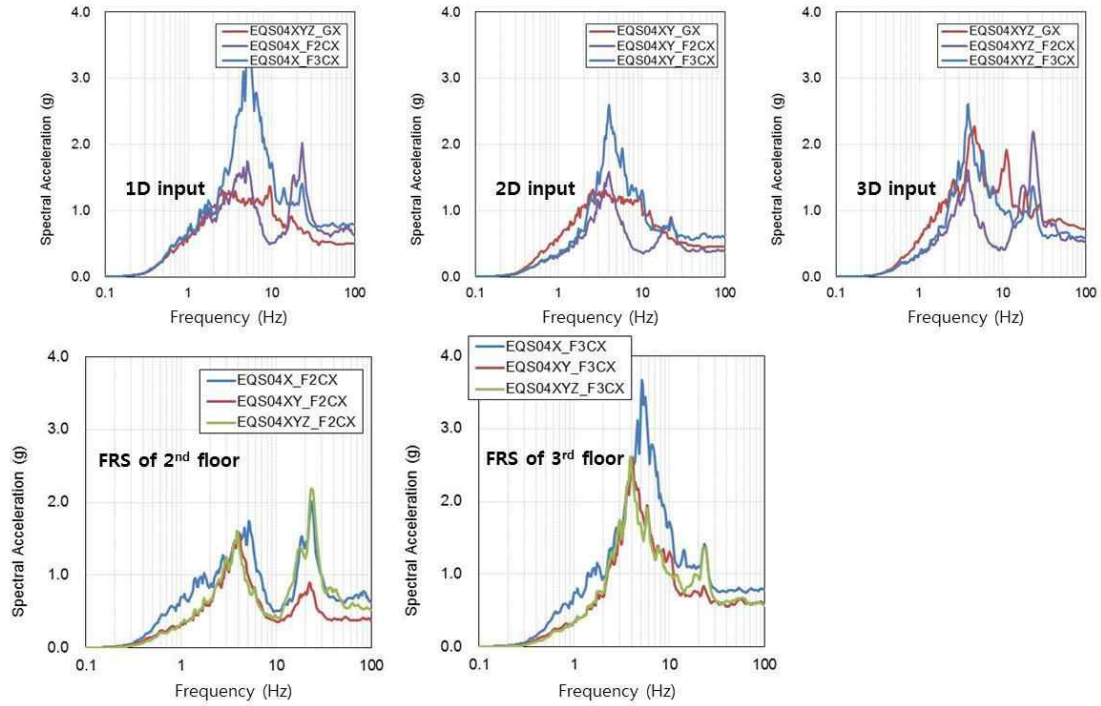 EQS04XYZ_GX
EQS04X_F2CX
EQS04X_F3CX
4.0
3.0
2.0
1.0
0.0
Spectral Acceleration (g)
1D input
0.1 1 10 100
Frequency (Hz)
EQS04XY_GX
EQS04XY_F2CX
EQS04XY_F3CX
4.0
3.0
2.0
1.0
0.0
Spectral Acceleration (g)
2D input
0.1 1 10 100
Frequency (Hz)
EQS04XYZ_GX
EQS04XYZ_F2CX
EQS04XYZ_F3CX
4.0
3.0
2.0
1.0
0.0
Spectral Acceleration (g)
3D input
0.1 1 10 100
Frequency (Hz)
EQS04X_F2CX
EQS04XY_F2CX
EQS04XYZ_F2CX
4.0
3.0
2.0
1.0
0.0
Spectral Acceleration (g)
FRS of 2nd floor
0.1 1 10 100
Frequency (Hz)
EQS04X_F3CX
EQS04XY_F3CX
EQS04XYZ_F3CX
4.0
3.0
2.0
1.0
0.0
Spectral Acceleration (g)
FRS of 3rd floor
0.1 1 10 100
Frequency (Hz)